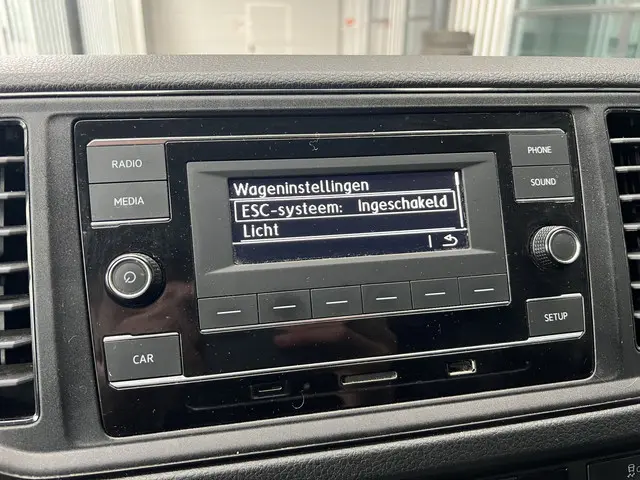 RADIO
MEDIA
PHONE
SOUND
Wageninstellingen
ESC-systeem: Ingeschakeld
Licht
CAR
SETUP